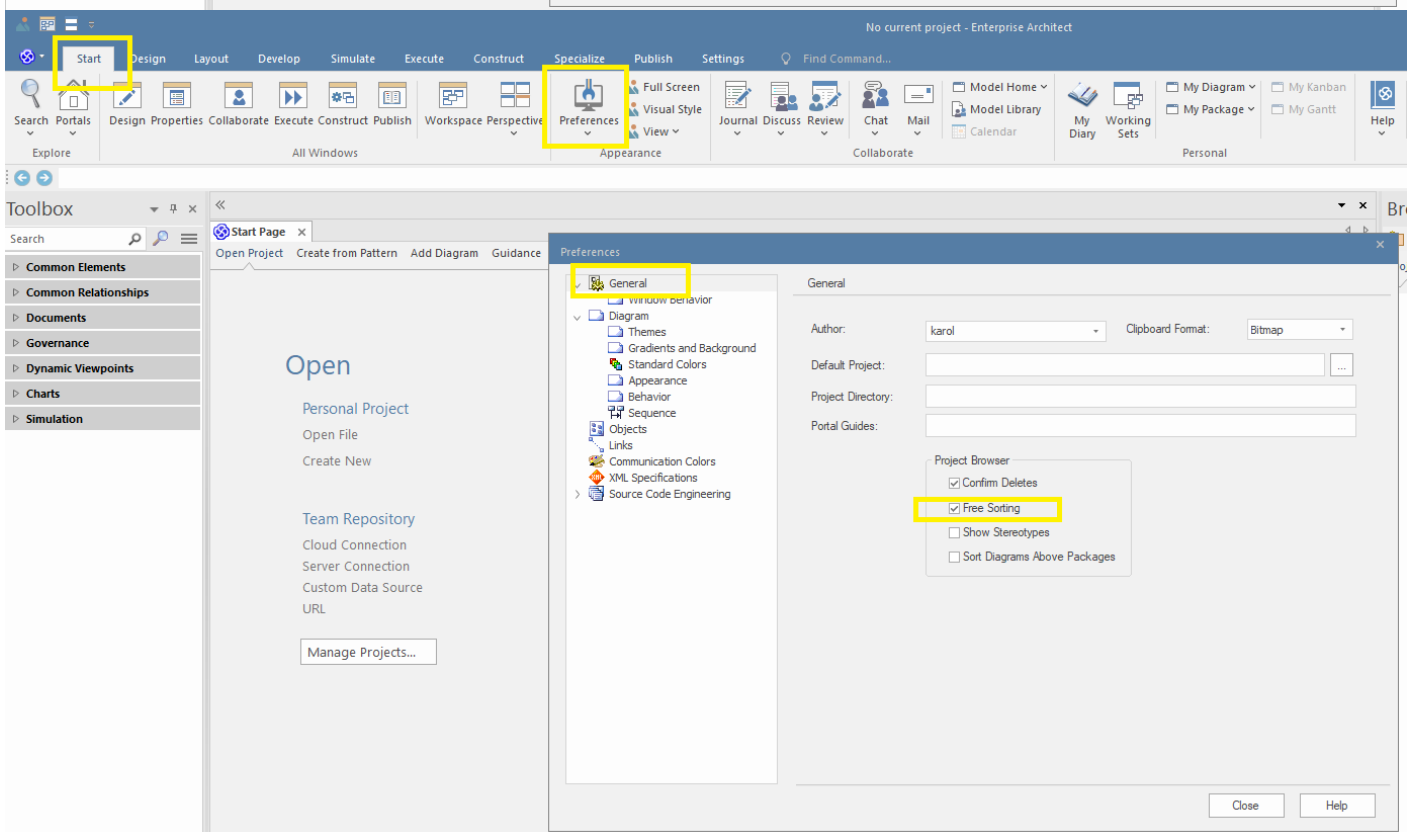 No current project - Enterprise Architect
Start Design Layout Develop Simulate Execute Construct Specialize Publish Settings Find Command...
Search Portals Design Properties Collaborate Execute Construct Publish Workspace Perspective Preferences Full Screen Visual Style View Journal Discuss Review Chat Mail Model Home Model Library Calendar My Diary Working Sets My Diagram My Package My Kanban My Gantt Help
Explore All Windows Appearance Collaborate Personal
Toolbox
Search
Common Elements
Common Relationships
Documents
Governance
Dynamic Viewpoints
Charts
Simulation
Start Page
Open Project Create from Pattern Add Diagram Guidance
Open
Personal Project
Open File
Create New
Team Repository
Cloud Connection
Server Connection
Custom Data Source
URL
Manage Projects...
Preferences
General
Window Behavior
Diagram
Themes
Gradients and Background
Standard Colors
Appearance
Behavior
Sequence
Objects
Links
Communication Colors
XML Specifications
Source Code Engineering
General
Author: karol Clipboard Format: Bitmap
Default Project: ...
Project Directory:
Portal Guides:
Project Browser
Confirm Deletes
Free Sorting
Show Stereotypes
Sort Diagrams Above Packages
Close Help